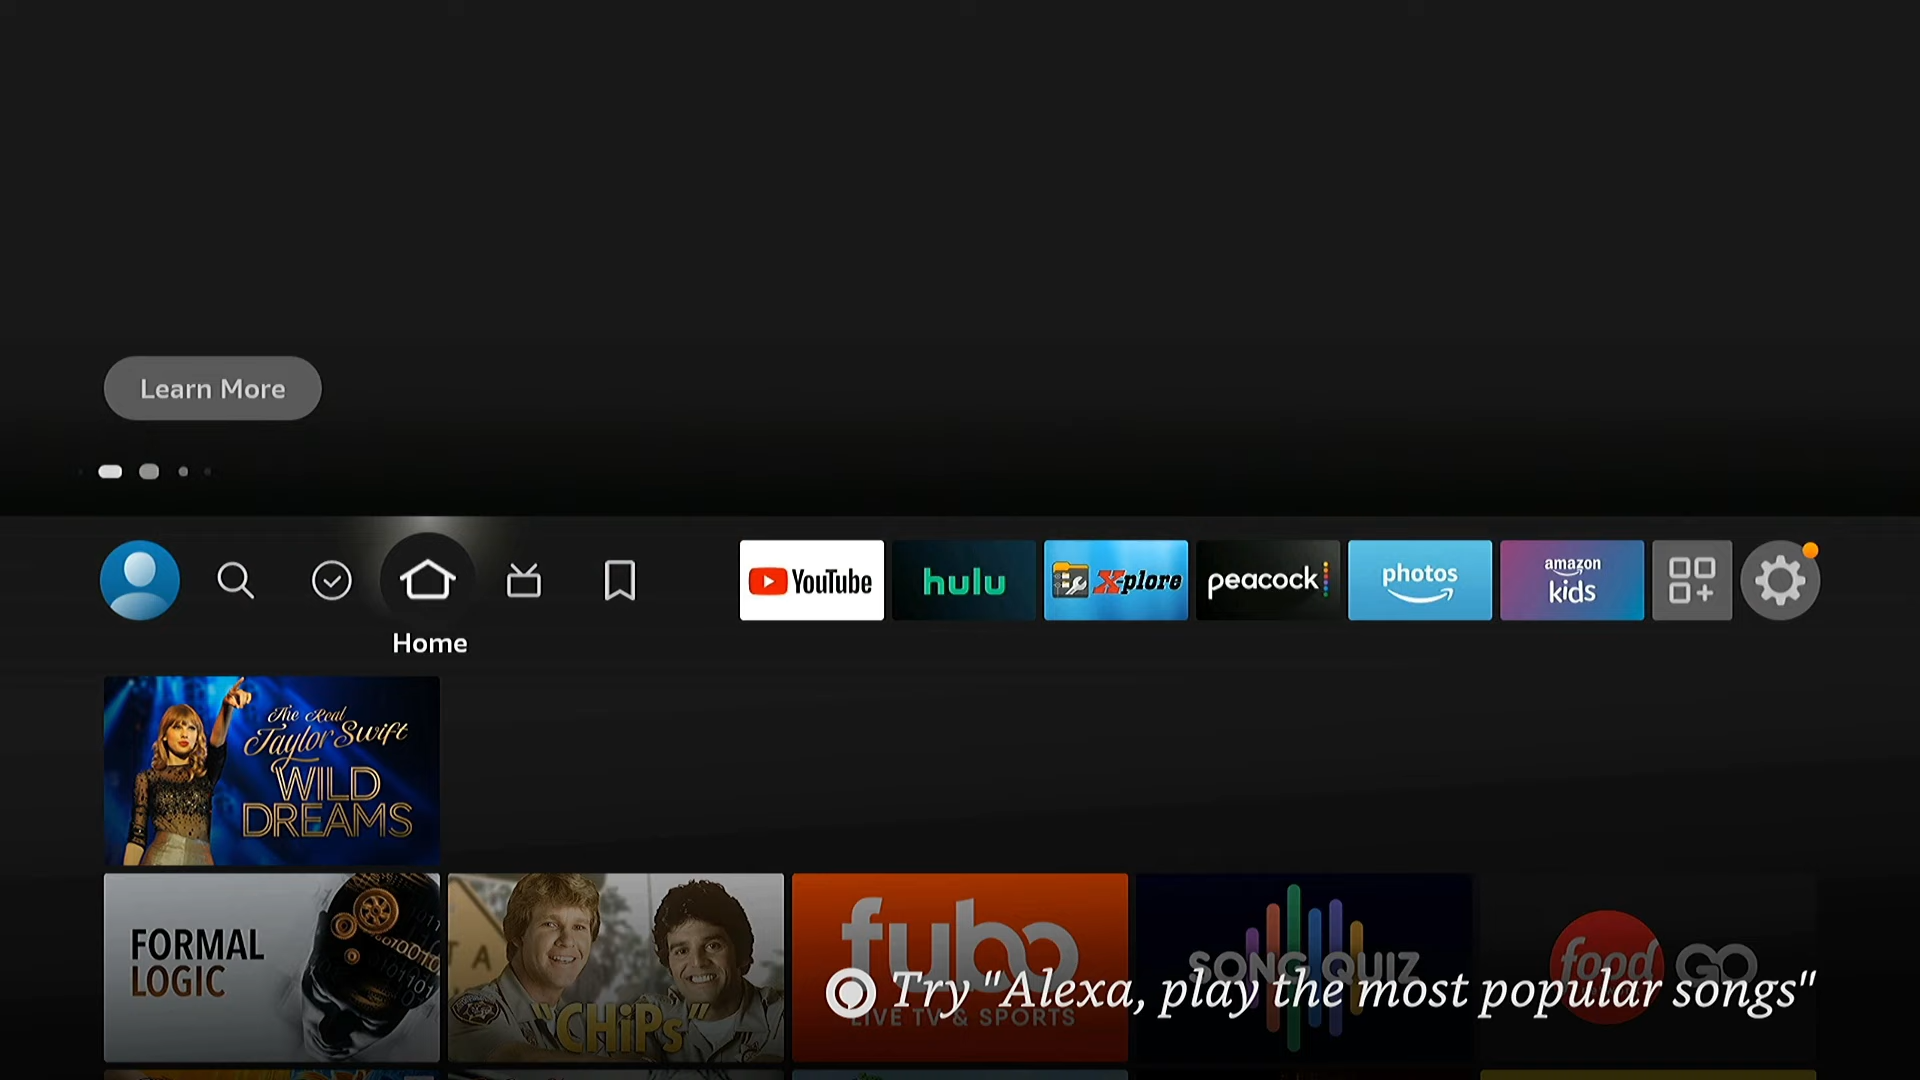 Learn More
Home
YouTube
hulu
X-plore
peacock
photos
amazon
kids
The Real
Taylor Swift
WILD
DREAMS
FORMAL
LOGIC
"CHiPs"
fubo
LIVE TV & SPORTS
SONG QUIZ
food GO
Try "Alexa, play the most popular songs"